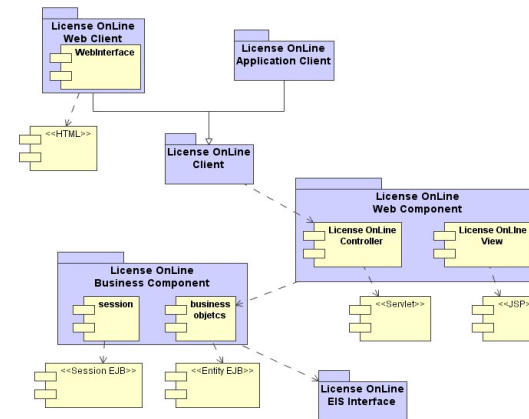 License OnLine
Web Client
WebInterface
License OnLine
Application Client
<<HTML>>
License OnLine
Client
License OnLine
Web Component
License OnLine
Controller
License OnLIne
View
License OnLine
Business Component
session
business
objetcs
<<Servlet>>
<<JSP>>
<<Session EJB>>
<<Entity EJB>>
License OnLine
EIS Interface